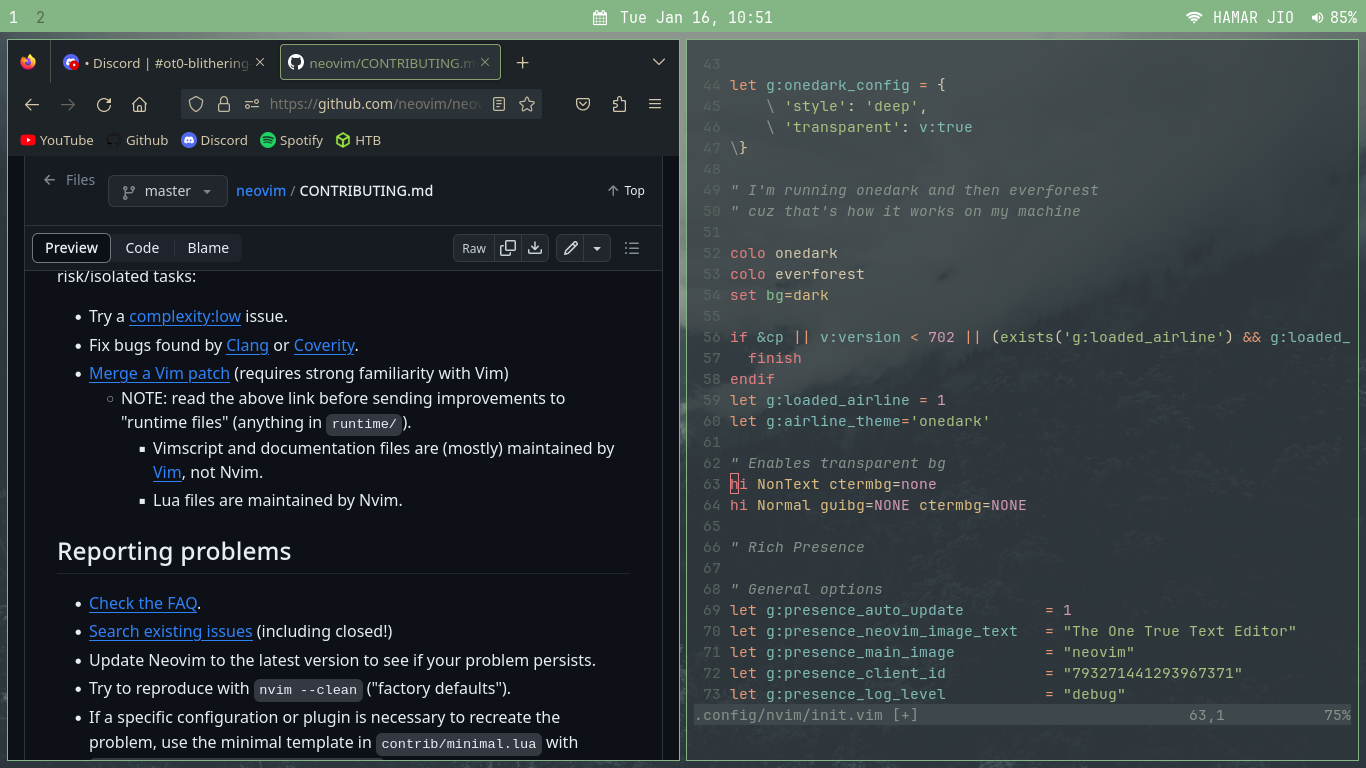 1 2 Tue Jan 16, 10:51 HAMAR JIO 85%
• Discord | #ot0-blithering
neovim/CONTRIBUTING.m
https://github.com/neovim/neov
YouTube Github Discord Spotify HTB
Files master neovim / CONTRIBUTING.md Top
Preview Code Blame Raw
risk/isolated tasks:
• Try a complexity:low issue.
• Fix bugs found by Clang or Coverity.
• Merge a Vim patch (requires strong familiarity with Vim)
○ NOTE: read the above link before sending improvements to
"runtime files" (anything in runtime/).
▪ Vimscript and documentation files are (mostly) maintained by
Vim, not Nvim.
▪ Lua files are maintained by Nvim.
Reporting problems
• Check the FAQ.
• Search existing issues (including closed!)
• Update Neovim to the latest version to see if your problem persists.
• Try to reproduce with nvim --clean ("factory defaults").
• If a specific configuration or plugin is necessary to recreate the
problem, use the minimal template in contrib/minimal.lua with
43
44 let g:onedark_config = {
45     \ 'style': 'deep',
46     \ 'transparent': v:true
47 \}
48
49 " I'm running onedark and then everforest
50 " cuz that's how it works on my machine
51
52 colo onedark
53 colo everforest
54 set bg=dark
55
56 if &cp || v:version < 702 || (exists('g:loaded_airline') && g:loaded_
57   finish
58 endif
59 let g:loaded_airline = 1
60 let g:airline_theme='onedark'
61
62 " Enables transparent bg
63 hi NonText ctermbg=none
64 hi Normal guibg=NONE ctermbg=NONE
65
66 " Rich Presence
67
68 " General options
69 let g:presence_auto_update         = 1
70 let g:presence_neovim_image_text   = "The One True Text Editor"
71 let g:presence_main_image          = "neovim"
72 let g:presence_client_id           = "793271441293967371"
73 let g:presence_log_level           = "debug"
.config/nvim/init.vim [+] 63,1 75%